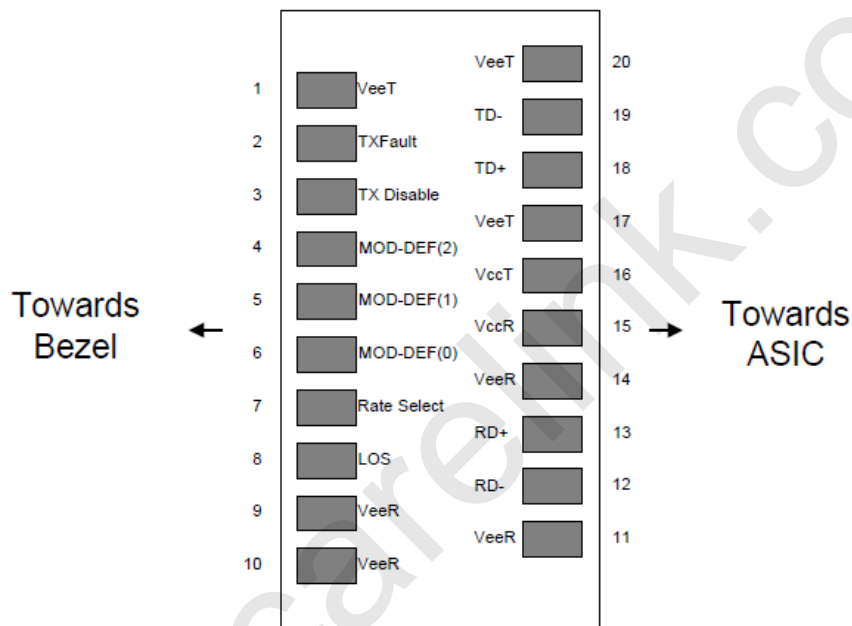 VeeT 20
1 VeeT
TD- 19
2 TXFault
TD+ 18
3 TX Disable
VeeT 17
4 MOD-DEF(2)
VccT 16
5 MOD-DEF(1)
Towards
Bezel
VccR 15
Towards
ASIC
6 MOD-DEF(0)
VeeR 14
7 Rate Select
RD+ 13
8 LOS
RD- 12
9 VeeR
VeeR 11
10 VeeR
carelink.co